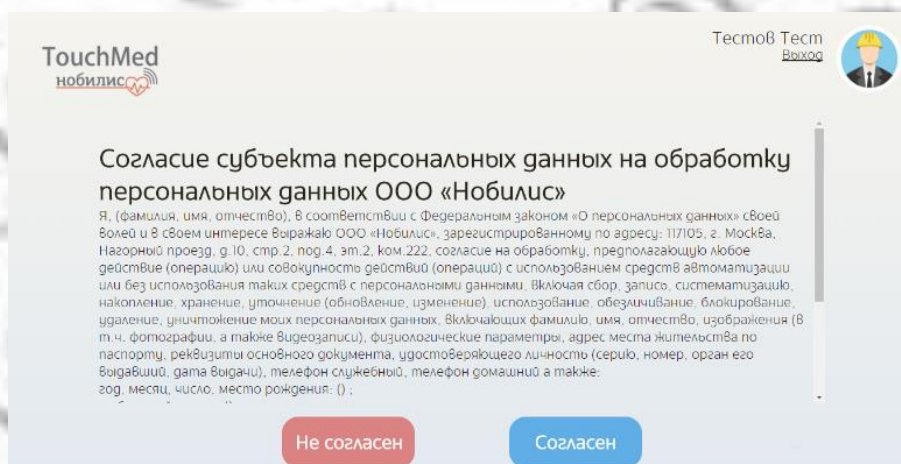 TouchMed
нобилис
Тестов Тест
Выход
Согласие субъекта персональных данных на обработку
персональных данных ООО «Нобилис»
Я, (фамилия, имя, отчество), в соответствии с Федеральным законом «О персональных данных» своей
волей и в своем интересе выражаю ООО «Нобилис», зарегистрированному по адресу: 117105, г. Москва,
Нагорный проезд, д.10, стр.2, под.4, эт.2, ком.222, согласие на обработку, предполагающую любое
действие (операцию) или совокупность действий (операций) с использованием средств автоматизации
или без использования таких средств с персональными данными, включая сбор, запись, систематизацию,
накопление, хранение, уточнение (обновление, изменение), использование, обезличивание, блокирование,
удаление, уничтожение моих персональных данных, включающих фамилию, имя, отчество, изображения (в
т.ч. фотографии, а также видеозаписи), физиологические параметры, адрес места жительства по
паспорту, реквизиты основного документа, удостоверяющего личность (серию, номер, орган его
выдавший, дата выдачи), телефон служебный, телефон домашний а также:
год, месяц, число, место рождения: () ;
Не согласен
Согласен